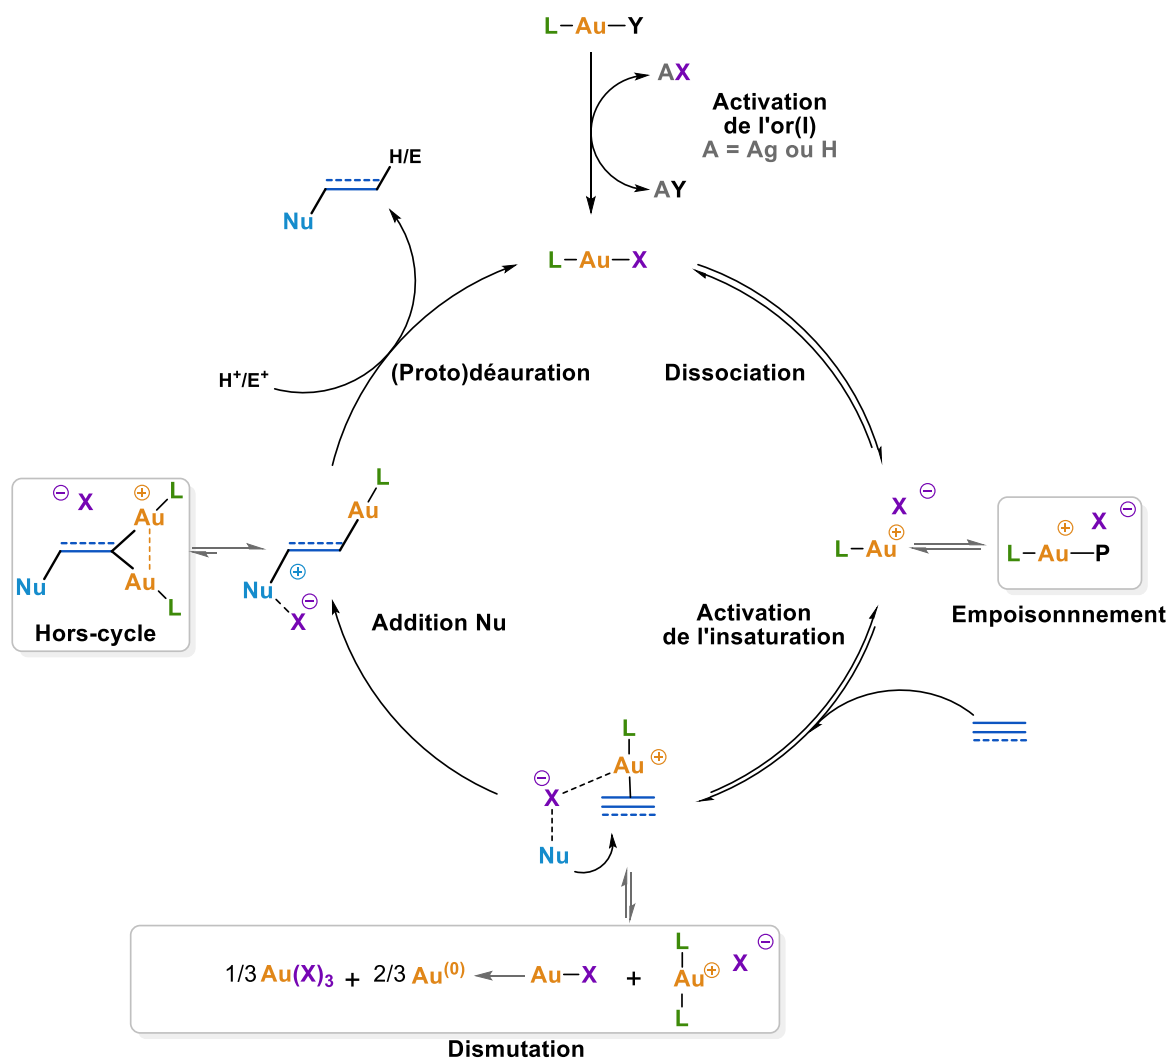 L–Au–Y
AX
Activation
de l'or(I)
A = Ag ou H
AY
H/E
Nu
L–Au–X
H⁺/E⁺
(Proto)déauration
Dissociation
⊖ X ⊕ L
Au
Nu Au
L
Hors-cycle
L
Au
Nu ⊕
X ⊖
X ⊖
L–Au ⊕
X ⊖
L–Au ⊕ –P
Empoisonnnement
Addition Nu
Activation
de l'insaturation
L
Au ⊕
⊖
X
Nu
1/3 Au(X)₃ + 2/3 Au⁽⁰⁾ Au–X + L
Au ⊕ X ⊖
L
Dismutation